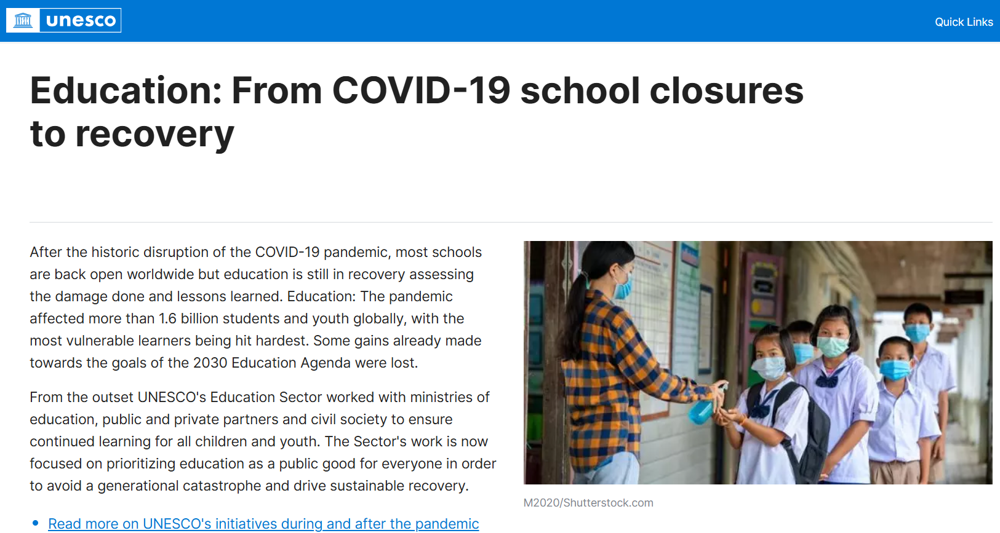 unesco
Quick Links
Education: From COVID-19 school closures
to recovery
After the historic disruption of the COVID-19 pandemic, most schools
are back open worldwide but education is still in recovery assessing
the damage done and lessons learned. Education: The pandemic
affected more than 1.6 billion students and youth globally, with the
most vulnerable learners being hit hardest. Some gains already made
towards the goals of the 2030 Education Agenda were lost.
From the outset UNESCO's Education Sector worked with ministries of
education, public and private partners and civil society to ensure
continued learning for all children and youth. The Sector's work is now
focused on prioritizing education as a public good for everyone in order
to avoid a generational catastrophe and drive sustainable recovery.
Read more on UNESCO's initiatives during and after the pandemic
M2020/Shutterstock.com